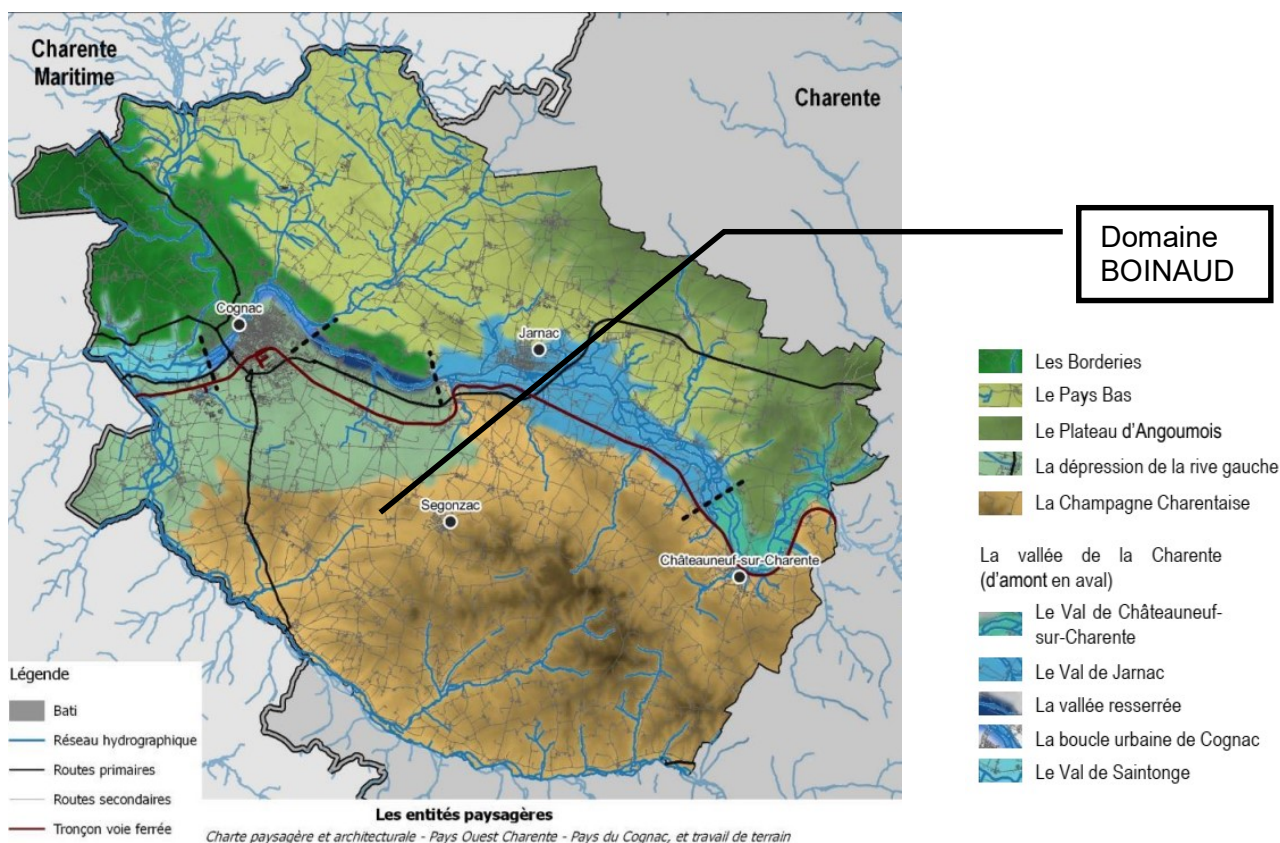 Charente
Maritime
Charente
Domaine
BOINAUD
Cognac
Jarnac
Segonzac
Châteauneuf-sur-Charente
Les Borderies
Le Pays Bas
Le Plateau d'Angoumois
La dépression de la rive gauche
La Champagne Charentaise
La vallée de la Charente
(d'amont en aval)
Le Val de Châteauneuf-
sur-Charente
Le Val de Jarnac
La vallée resserrée
La boucle urbaine de Cognac
Le Val de Saintonge
Légende
Bati
Réseau hydrographique
Routes primaires
Routes secondaires
Tronçon voie ferrée
Les entités paysagères
Charte paysagère et architecturale - Pays Ouest Charente - Pays du Cognac, et travail de terrain